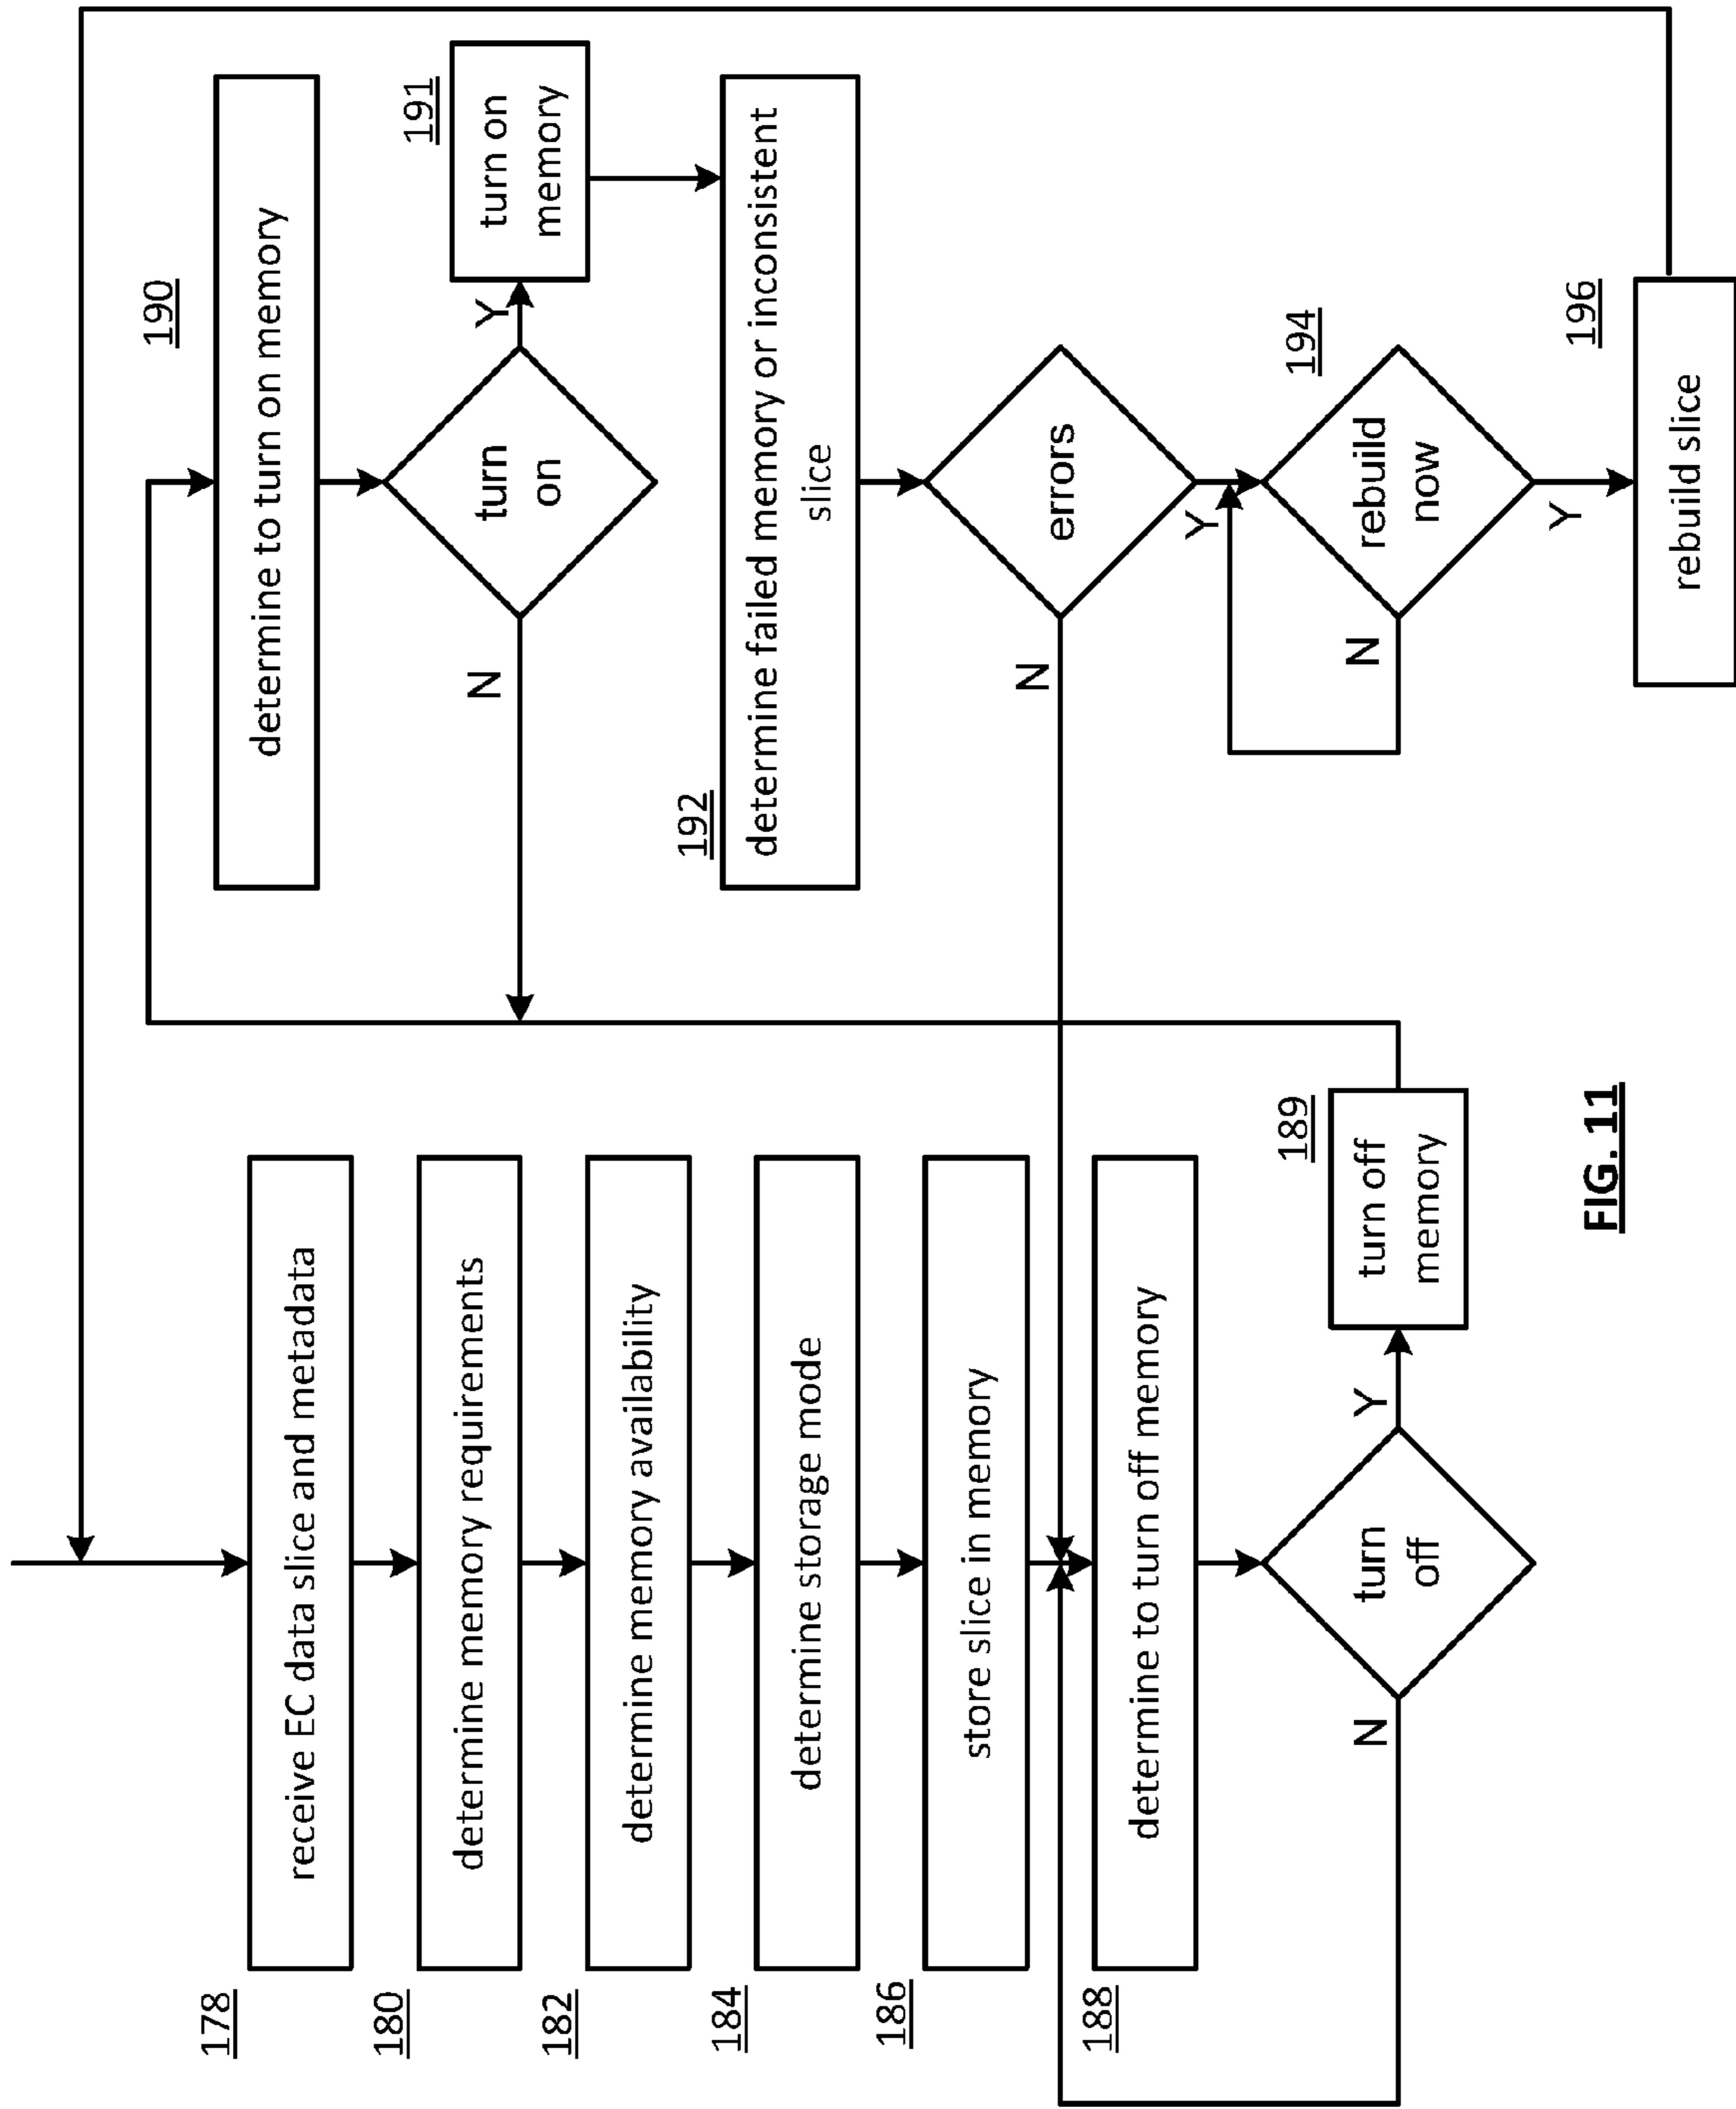 178
receive EC data slice and metadata
180
determine memory requirements
182
determine memory availability
184
determine storage mode
186
store slice in memory
188
determine to turn off memory
turn
off
N
Y
189
turn off
memory
190
determine to turn on memory
turn
on
N
Y
191
turn on
memory
192
determine failed memory or inconsistent
slice
errors
N
Y
194
rebuild
now
N
Y
196
rebuild slice
FIG. 11